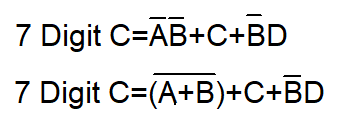 7 Digit C=A̅B̅+C+B̅D
7 Digit C=(A̅+̅B̅)+C+B̅D